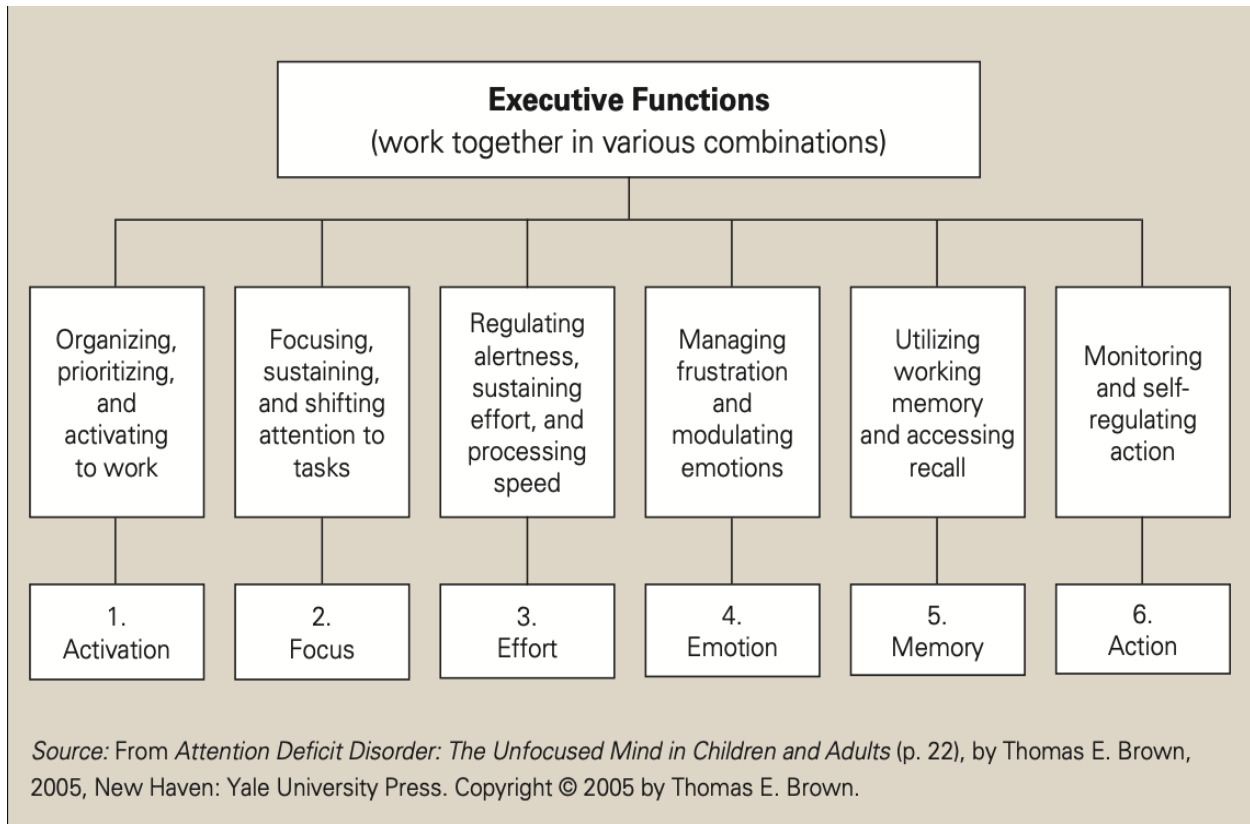 Executive Functions
(work together in various combinations)
Organizing,
prioritizing,
and
activating
to work
Focusing,
sustaining,
and shifting
attention to
tasks
Regulating
alertness,
sustaining
effort, and
processing
speed
Managing
frustration
and
modulating
emotions
Utilizing
working
memory
and accessing
recall
Monitoring
and self-
regulating
action
1.
Activation
2.
Focus
3.
Effort
4.
Emotion
5.
Memory
6.
Action
Source: From Attention Deficit Disorder: The Unfocused Mind in Children and Adults (p. 22), by Thomas E. Brown,
2005, New Haven: Yale University Press. Copyright © 2005 by Thomas E. Brown.